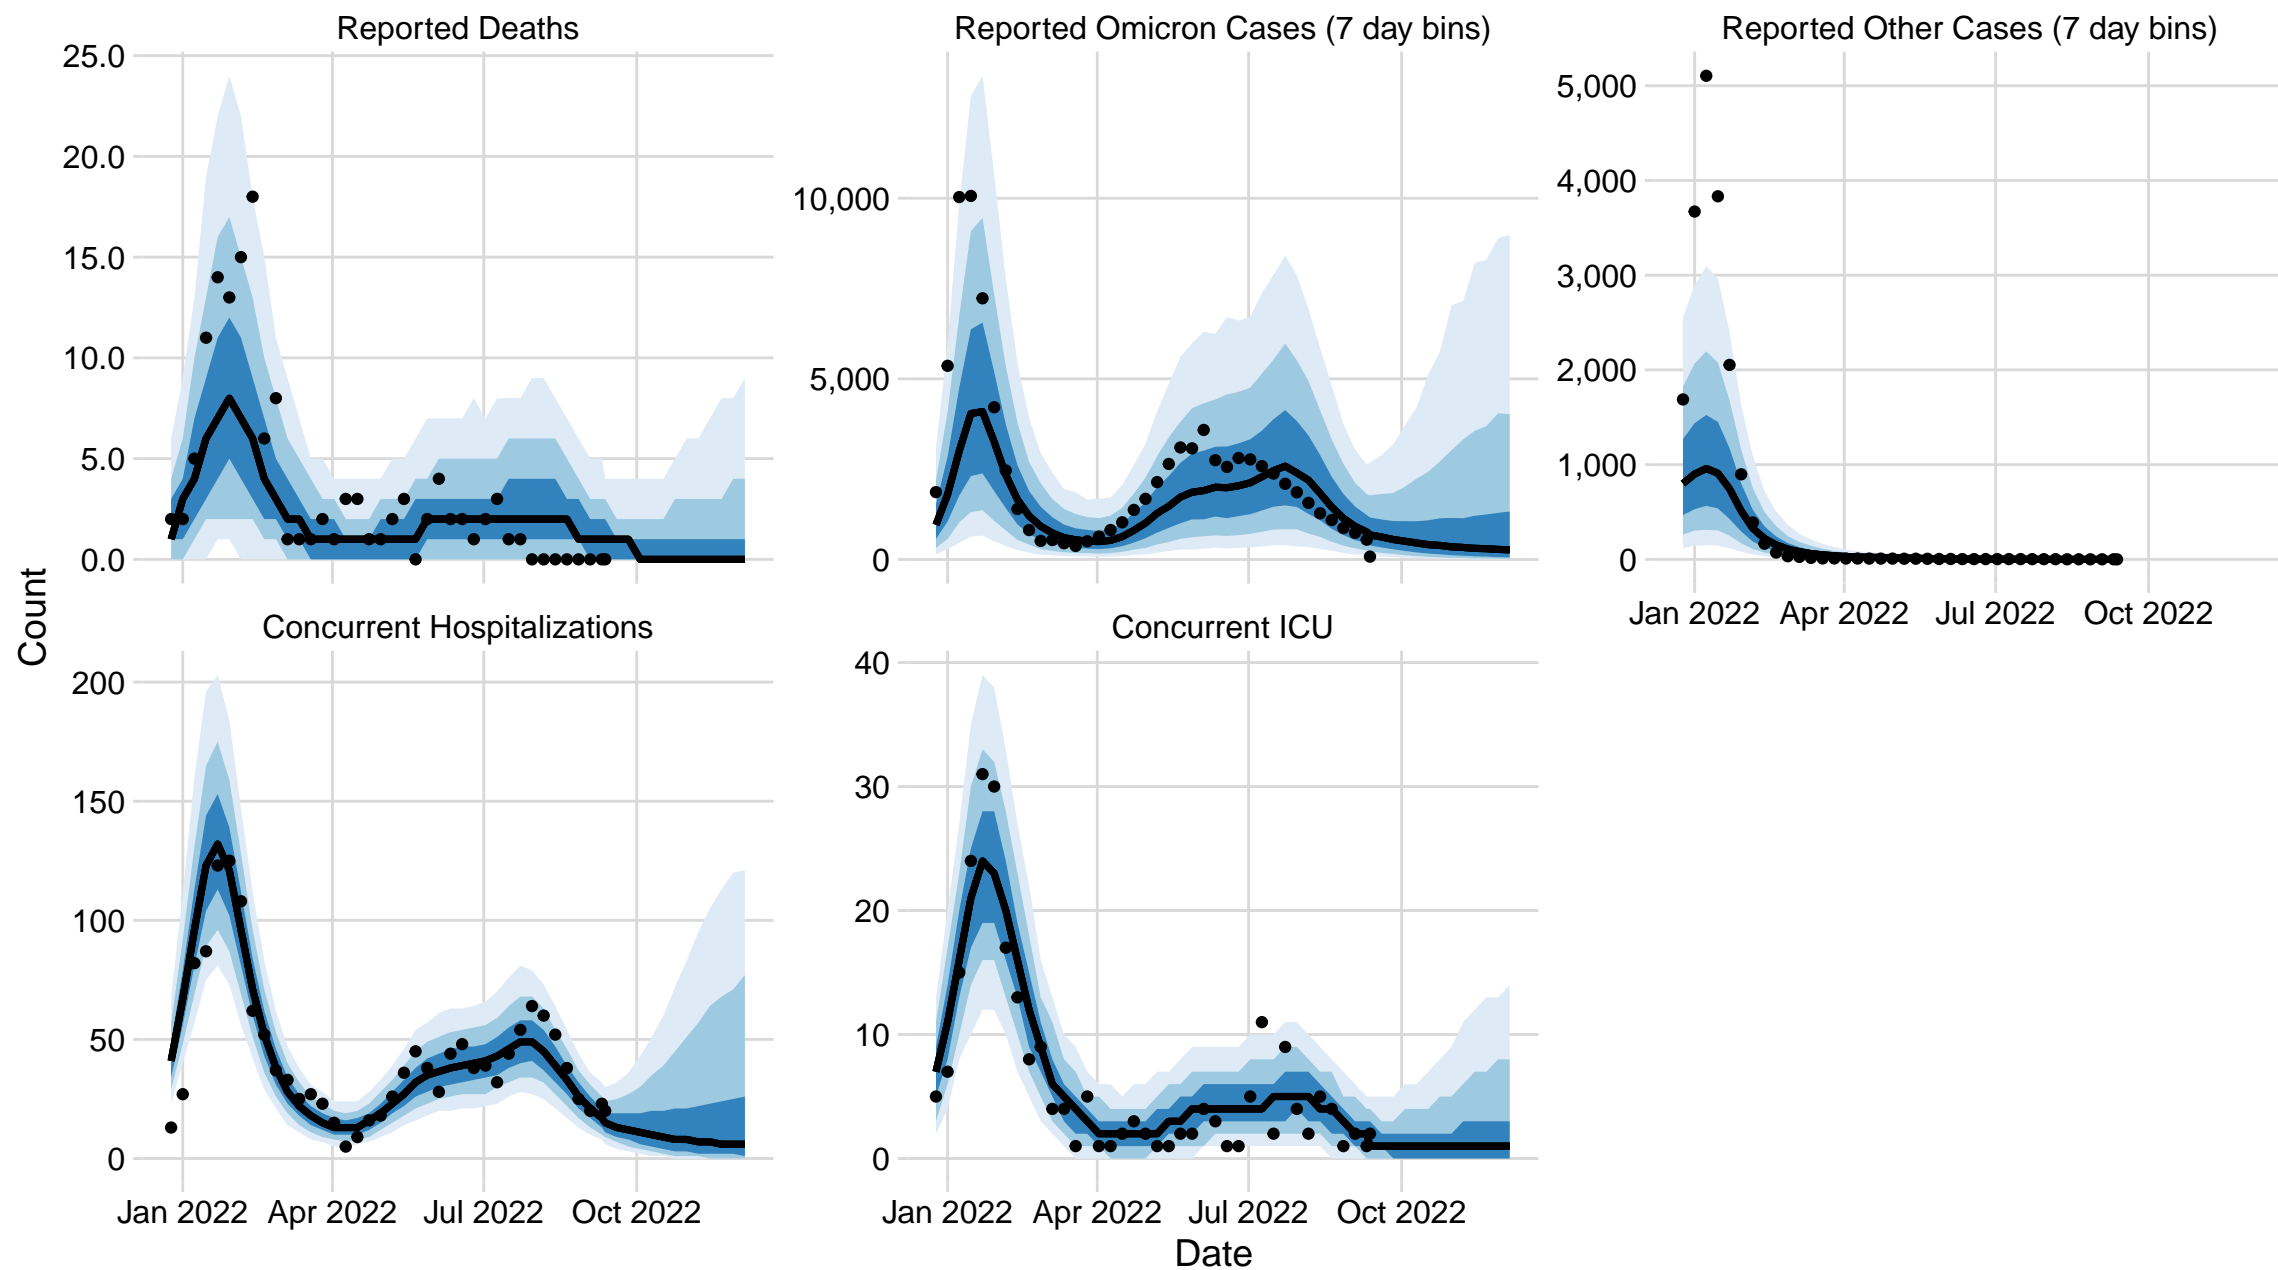 Reported Deaths
25.0
20.0
15.0
10.0
5.0
0.0
Reported Omicron Cases (7 day bins)
10,000
5,000
0
Reported Other Cases (7 day bins)
5,000
4,000
3,000
2,000
1,000
0
Jan 2022 Apr 2022 Jul 2022 Oct 2022
Count
Concurrent Hospitalizations
200
150
100
50
0
Jan 2022 Apr 2022 Jul 2022 Oct 2022
Concurrent ICU
40
30
20
10
0
Jan 2022 Apr 2022 Jul 2022 Oct 2022
Date